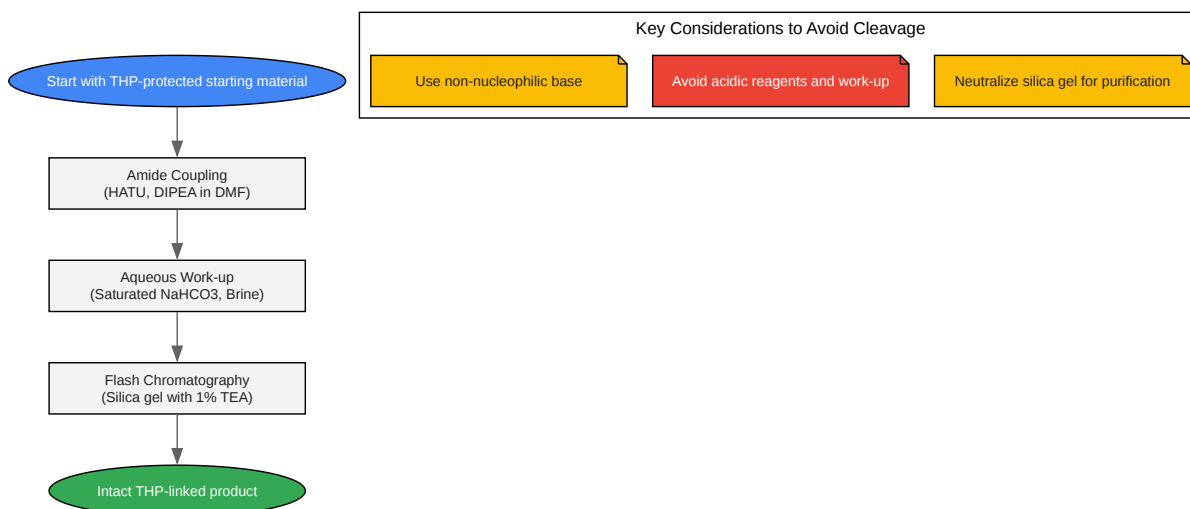 Key Considerations to Avoid Cleavage
Start with THP-protected starting material
Use non-nucleophilic base
Avoid acidic reagents and work-up
Neutralize silica gel for purification
Amide Coupling
(HATU, DIPEA in DMF)
Aqueous Work-up
(Saturated NaHCO3, Brine)
Flash Chromatography
(Silica gel with 1% TEA)
Intact THP-linked product